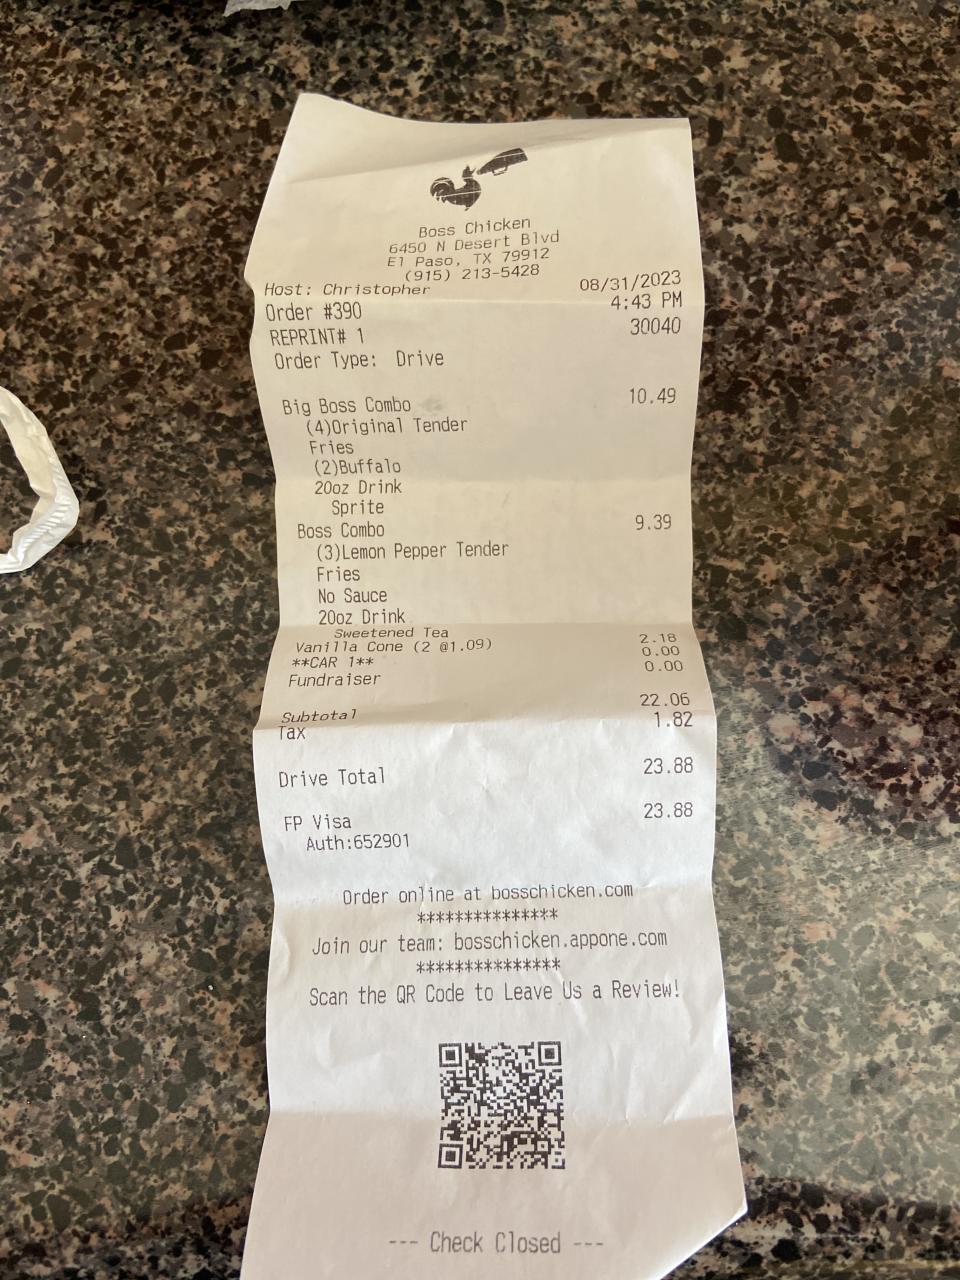 Boss Chicken
6450 N Desert Blvd
El Paso, TX 79912
(915) 213-5428
Host: Christopher 08/31/2023
Order #390 4:43 PM
REPRINT# 1 30040
Order Type: Drive
Big Boss Combo 10.49
(4)Original Tender
Fries
(2)Buffalo
20oz Drink
Sprite
Boss Combo 9.39
(3)Lemon Pepper Tender
Fries
No Sauce
20oz Drink
Sweetened Tea
Vanilla Cone (2 @1.09) 2.18
**CAR 1** 0.00
Fundraiser 0.00
Subtotal 22.06
Tax 1.82
Drive Total 23.88
FP Visa 23.88
Auth:652901
Order online at bosschicken.com
***************
Join our team: bosschicken.appone.com
***************
Scan the QR Code to Leave Us a Review!
--- Check Closed ---